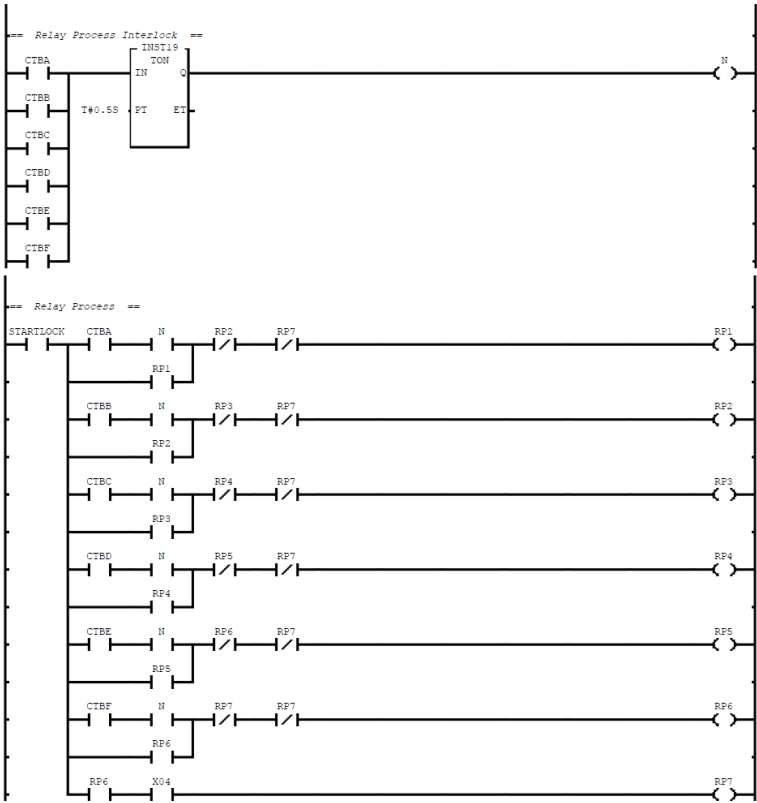 == Relay Process Interlock ==
INST19
CTBA TON N
IN Q
CTBB T#0.5S PT ET
CTBC
CTBD
CTBE
CTBF
== Relay Process ==
STARTLOCK CTBA N RP2 RP7 RP1
RP1
CTBB N RP3 RP7 RP2
RP2
CTBC N RP4 RP7 RP3
RP3
CTBD N RP5 RP7 RP4
RP4
CTBE N RP6 RP7 RP5
RP5
CTBF N RP7 RP7 RP6
RP6
RP6 X04 RP7